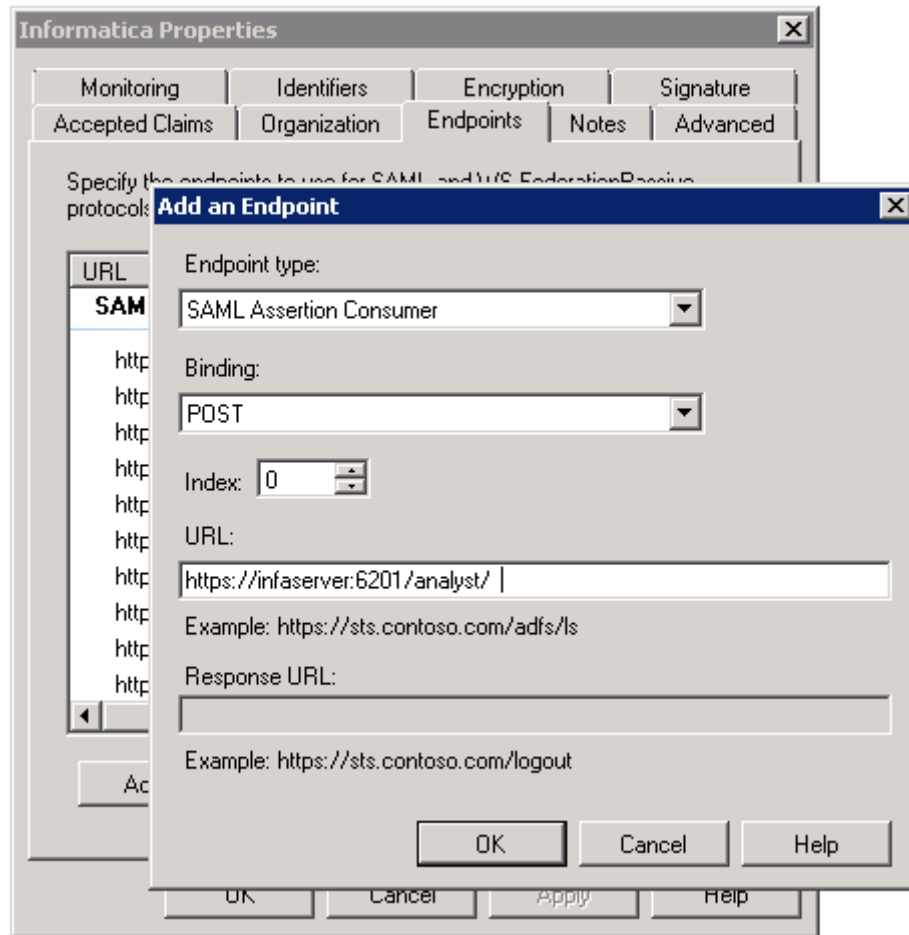 Informatica Properties
Monitoring
Identifiers
Encryption
Signature
Accepted Claims
Organization
Endpoints
Notes
Advanced
Specify the endpoints to use for SAML and WS-FederationPassive
protocols
Add an Endpoint
URL
SAM
http
http
http
http
http
http
http
http
http
http
Endpoint type:
SAML Assertion Consumer
Binding:
POST
Index: 0
URL:
https://infaserver:6201/analyst/
Example: https://sts.contoso.com/adfs/ls
Response URL:
Example: https://sts.contoso.com/logout
Ad
OK
Cancel
Help
OK
Cancel
Apply
Help